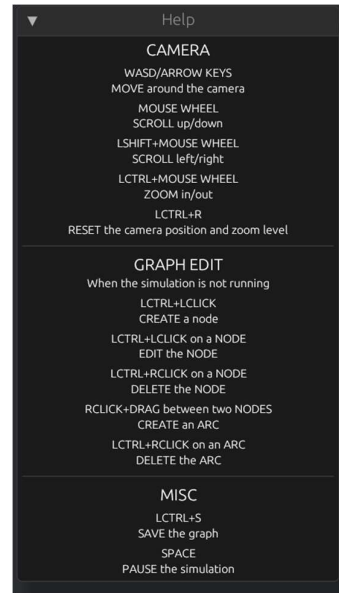 Help
CAMERA
WASD/ARROW KEYS
MOVE around the camera
MOUSE WHEEL
SCROLL up/down
LSHIFT+MOUSE WHEEL
SCROLL left/right
LCTRL+MOUSE WHEEL
ZOOM in/out
LCTRL+R
RESET the camera position and zoom level
GRAPH EDIT
When the simulation is not running
LCTRL+LCLICK
CREATE a node
LCTRL+LCLICK on a NODE
EDIT the NODE
LCTRL+RCLICK on a NODE
DELETE the NODE
RCLICK+DRAG between two NODES
CREATE an ARC
LCTRL+RCLICK on an ARC
DELETE the ARC
MISC
LCTRL+S
SAVE the graph
SPACE
PAUSE the simulation